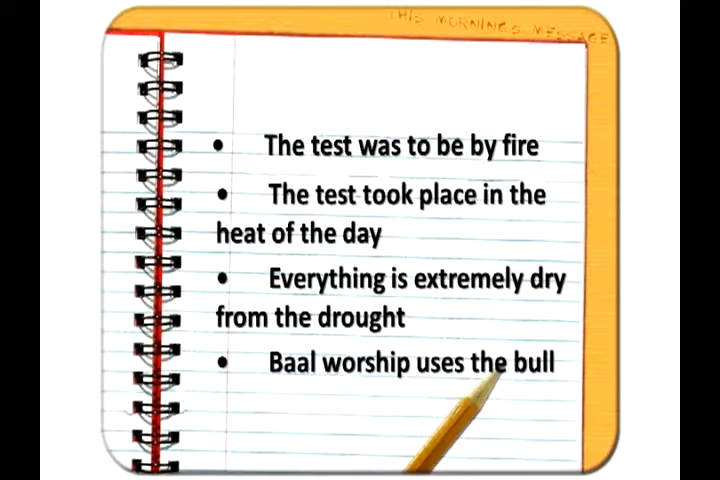 THIS MORNINGS MESSAGE
• The test was to be by fire
• The test took place in the
heat of the day
• Everything is extremely dry
from the drought
• Baal worship uses the bull